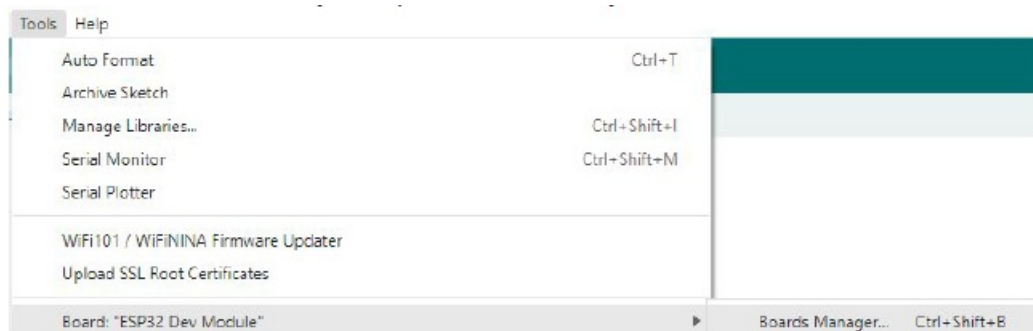 Tools Help
Auto Format Ctrl+T
Archive Sketch
Manage Libraries... Ctrl+Shift+I
Serial Monitor Ctrl+Shift+M
Serial Plotter
WiFi101 / WiFiNINA Firmware Updater
Upload SSL Root Certificates
Board: "ESP32 Dev Module" Boards Manager... Ctrl+Shift+B